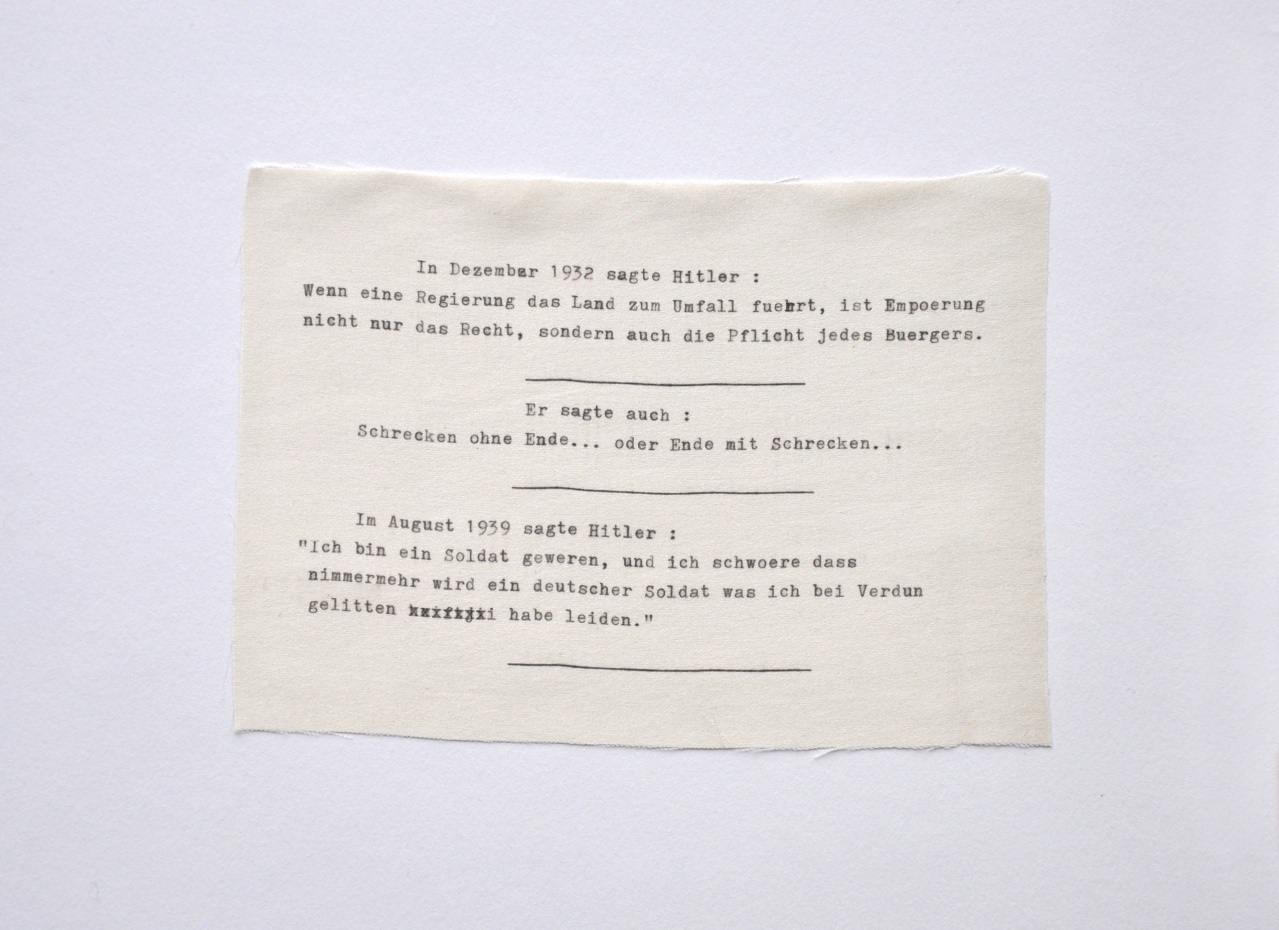 In Dezember 1932 sagte Hitler :
Wenn eine Regierung das Land zum Umfall fuehrt, ist Empoerung
nicht nur das Recht, sondern auch die Pflicht jedes Buergers.
Er sagte auch :
Schrecken ohne Ende... oder Ende mit Schrecken...
Im August 1939 sagte Hitler :
"Ich bin ein Soldat geweren, und ich schwoere dass
nimmermehr wird ein deutscher Soldat was ich bei Verdun
gelitten habe leiden."